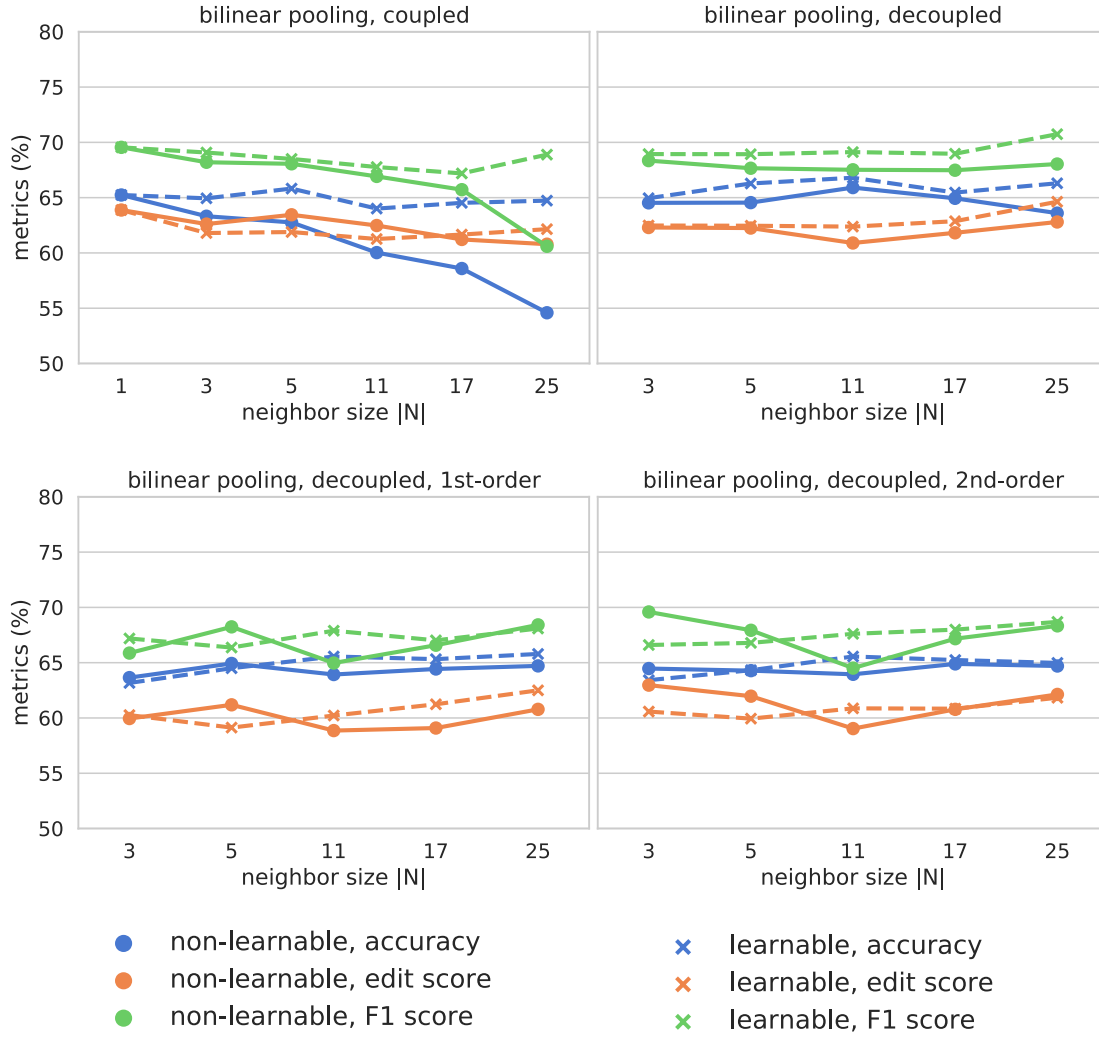 bilinear pooling, coupled
bilinear pooling, decoupled
80
75
70
65
60
55
50
metrics (%)
1 3 5 11 17 25
3 5 11 17 25
neighbor size |N|
neighbor size |N|
bilinear pooling, decoupled, 1st-order
bilinear pooling, decoupled, 2nd-order
80
75
70
65
60
55
50
metrics (%)
3 5 11 17 25
3 5 11 17 25
neighbor size |N|
neighbor size |N|
non-learnable, accuracy
non-learnable, edit score
non-learnable, F1 score
learnable, accuracy
learnable, edit score
learnable, F1 score